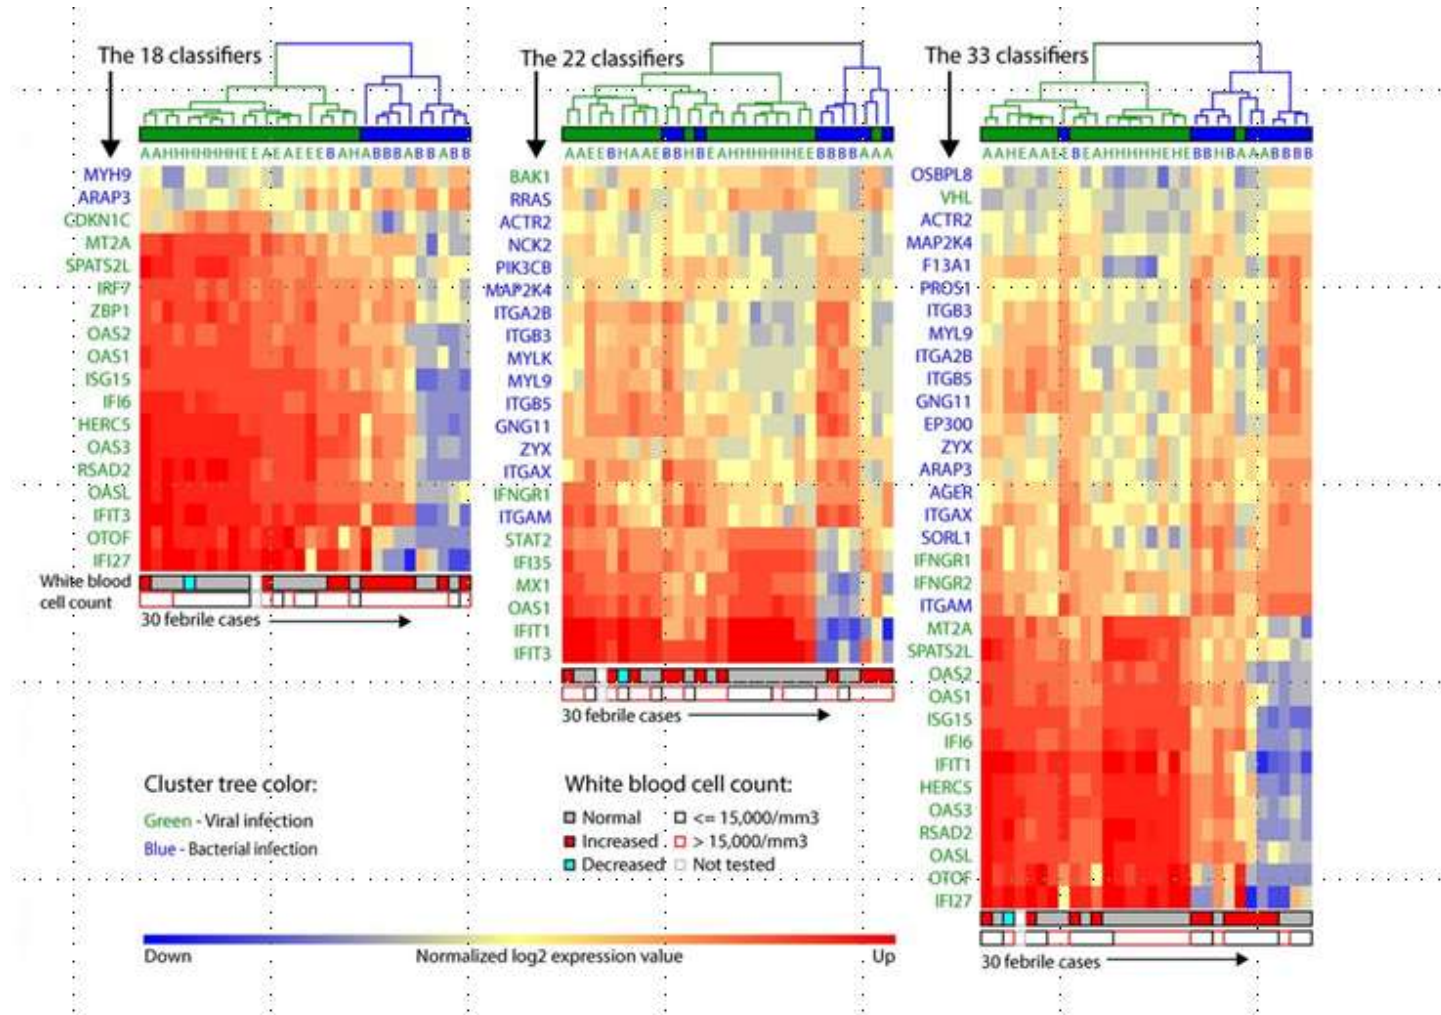 The 18 classifiers
AAHHHHHHHEEAEAEEEBAHABBBABBABB
MYH9
ARAP3
CDKN1C
MT2A
SPATS2L
IRF7
ZBP1
OAS2
OAS1
ISG15
IFI6
HERC5
OAS3
RSAD2
OASL
IFIT3
OTOF
IFI27
White blood
cell count
30 febrile cases
The 22 classifiers
AAEEBHAAEBBHBEAHHHHHHEEBBBBAAA
BAK1
RRAS
ACTR2
NCK2
PIK3CB
MAP2K4
ITGA2B
ITGB3
MYLK
MYL9
ITGB5
GNG11
ZYX
ITGAX
IFNGR1
ITGAM
STAT2
IFI35
MX1
OAS1
IFIT1
IFIT3
30 febrile cases
The 33 classifiers
AAHEAAEEBEAHHHHHEHEBBHBAAABBBB
OSBPL8
VHL
ACTR2
MAP2K4
F13A1
PROS1
ITGB3
MYL9
ITGA2B
ITGB5
GNG11
EP300
ZYX
ARAP3
AGER
ITGAX
SORL1
IFNGR1
IFNGR2
ITGAM
MT2A
SPATS2L
OAS2
OAS1
ISG15
IFI6
IFIT1
HERC5
OAS3
RSAD2
OASL
OTOF
IFI27
30 febrile cases
Cluster tree color:
Green - Viral infection
Blue - Bacterial infection
White blood cell count:
Normal <= 15,000/mm3
Increased > 15,000/mm3
Decreased Not tested
Down Normalized log2 expression value Up